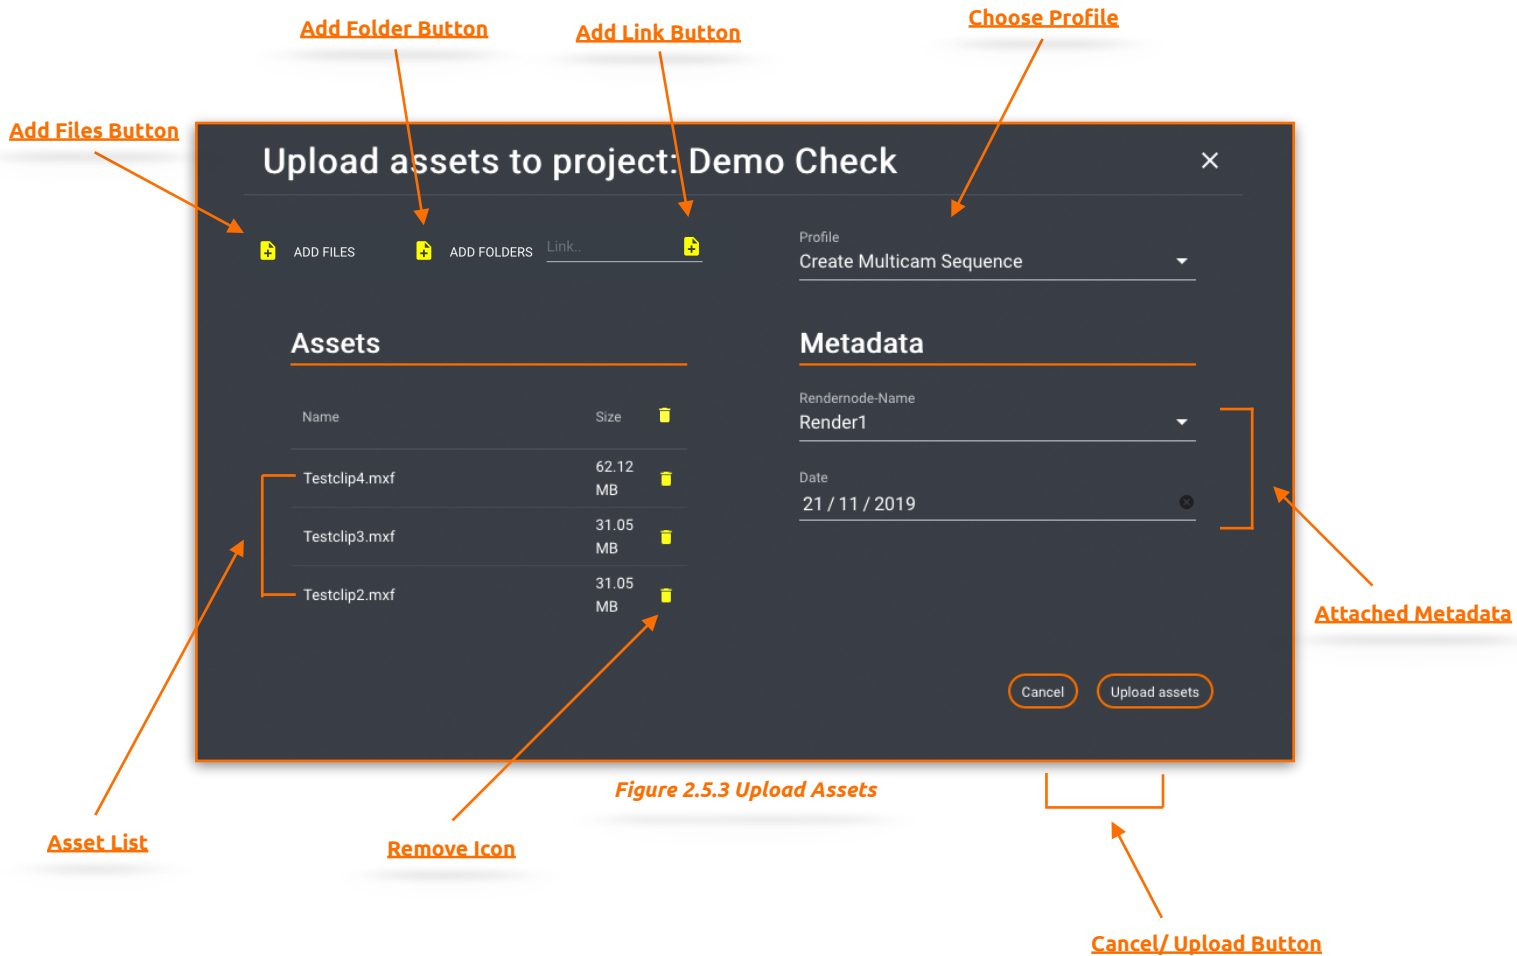 Choose Profile
Add Folder Button
Add Link Button
Add Files Button
Upload assets to project: Demo Check
ADD FILES
ADD FOLDERS
Link..
Profile
Create Multicam Sequence
Assets
Metadata
Name
Size
Rendernode-Name
Render1
Testclip4.mxf
62.12
MB
Date
21 / 11 / 2019
Testclip3.mxf
31.05
MB
Testclip2.mxf
31.05
MB
Attached Metadata
Cancel
Upload assets
Figure 2.5.3 Upload Assets
Asset List
Remove Icon
Cancel/ Upload Button